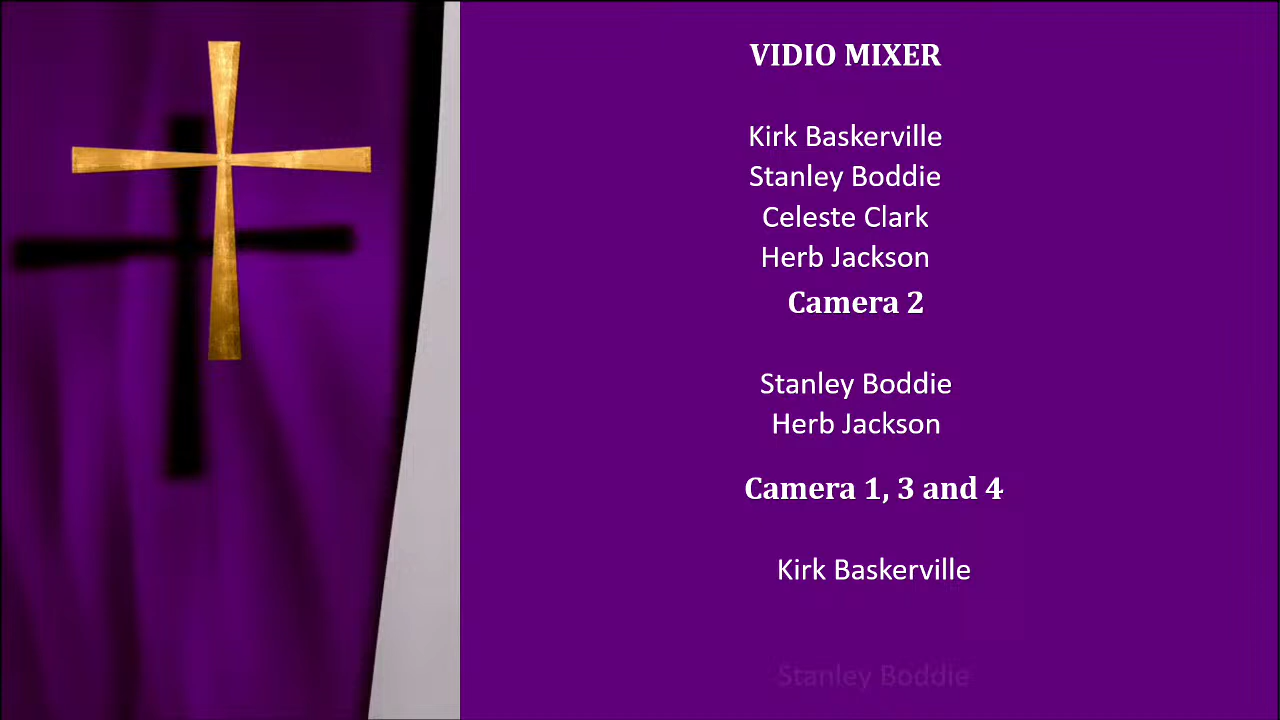 VIDIO MIXER
Kirk Baskerville
Stanley Boddie
Celeste Clark
Herb Jackson
Camera 2
Stanley Boddie
Herb Jackson
Camera 1, 3 and 4
Kirk Baskerville
Stanley Boddie